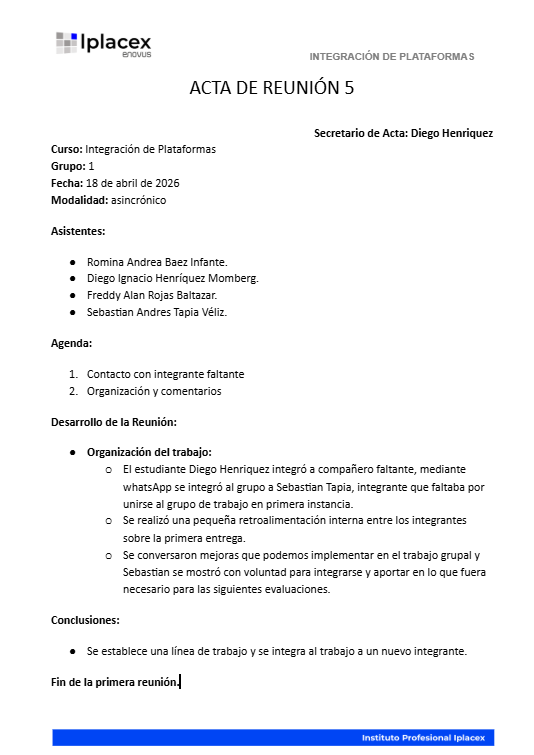 Iplacex
enovus
INTEGRACIÓN DE PLATAFORMAS
ACTA DE REUNIÓN 5
Secretario de Acta: Diego Henriquez
Curso: Integración de Plataformas
Grupo: 1
Fecha: 18 de abril de 2026
Modalidad: asincrónico
Asistentes:
● Romina Andrea Baez Infante.
● Diego Ignacio Henríquez Momberg.
● Freddy Alan Rojas Baltazar.
● Sebastian Andres Tapia Véliz.
Agenda:
1. Contacto con integrante faltante
2. Organización y comentarios
Desarrollo de la Reunión:
● Organización del trabajo:
○ El estudiante Diego Henriquez integró a compañero faltante, mediante
whatsApp se integró al grupo a Sebastian Tapia, integrante que faltaba por
unirse al grupo de trabajo en primera instancia.
○ Se realizó una pequeña retroalimentación interna entre los integrantes
sobre la primera entrega.
○ Se conversaron mejoras que podemos implementar en el trabajo grupal y
Sebastian se mostró con voluntad para integrarse y aportar en lo que fuera
necesario para las siguientes evaluaciones.
Conclusiones:
● Se establece una línea de trabajo y se integra al trabajo a un nuevo integrante.
Fin de la primera reunión.
Instituto Profesional Iplacex